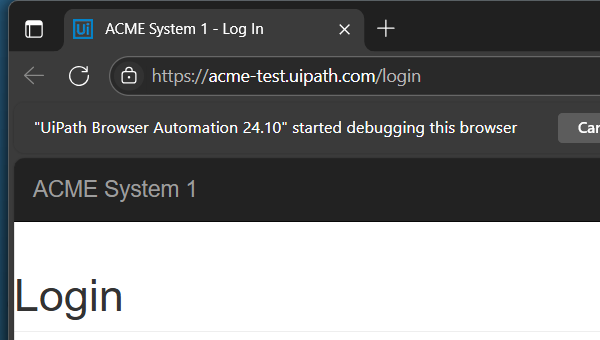 Ui ACME System 1 - Log In
https://acme-test.uipath.com/login
"UiPath Browser Automation 24.10" started debugging this browser
ACME System 1
Login